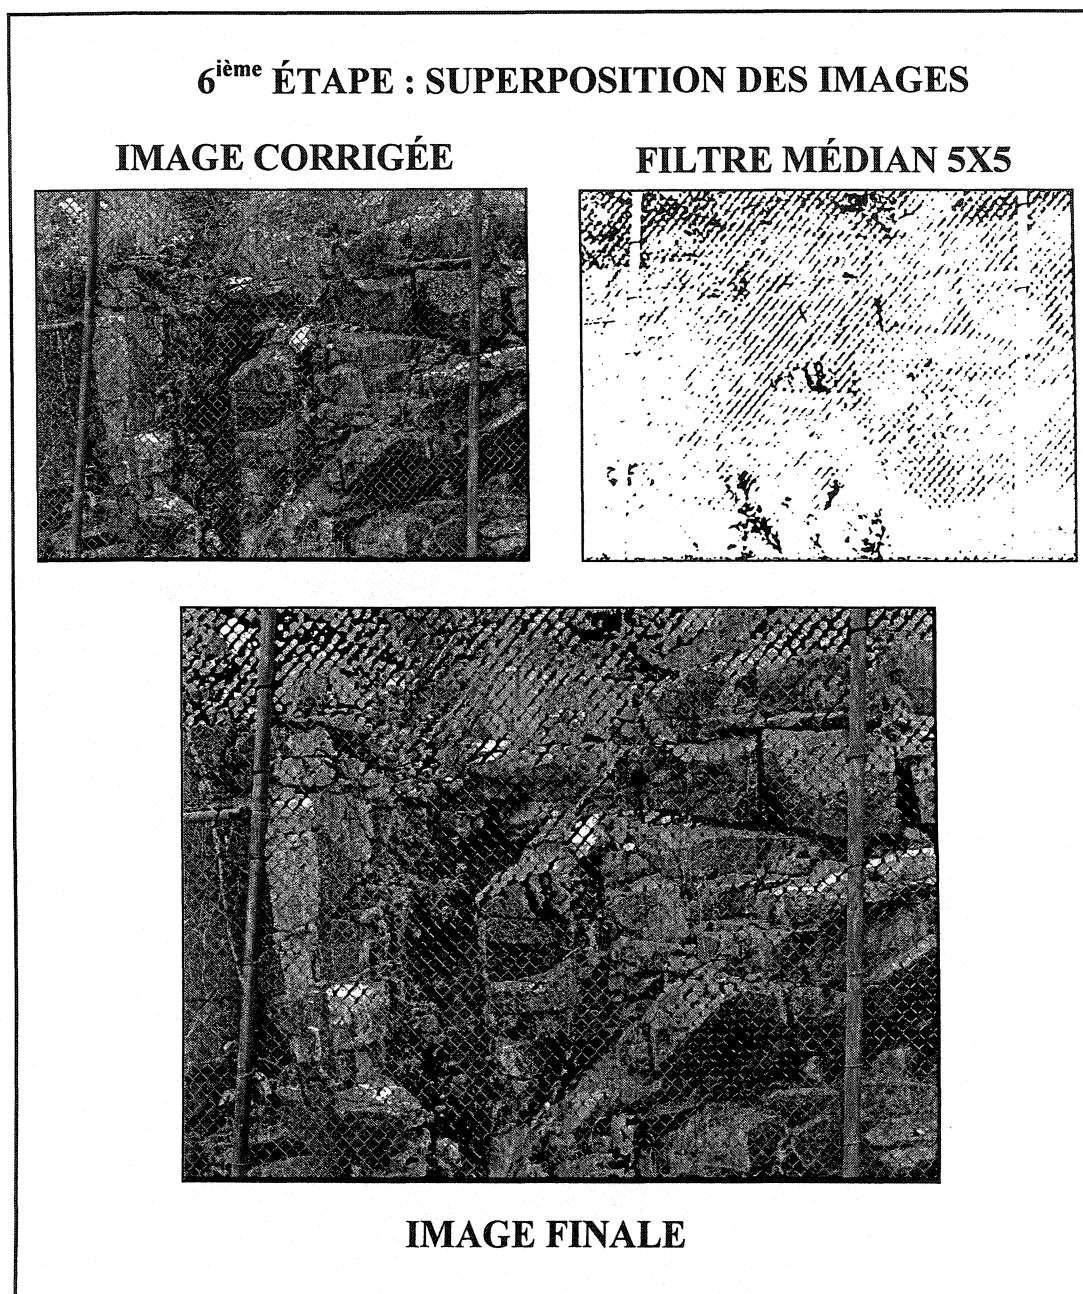 6ième ÉTAPE : SUPERPOSITION DES IMAGES
IMAGE CORRIGÉE
FILTRE MÉDIAN 5X5
IMAGE FINALE